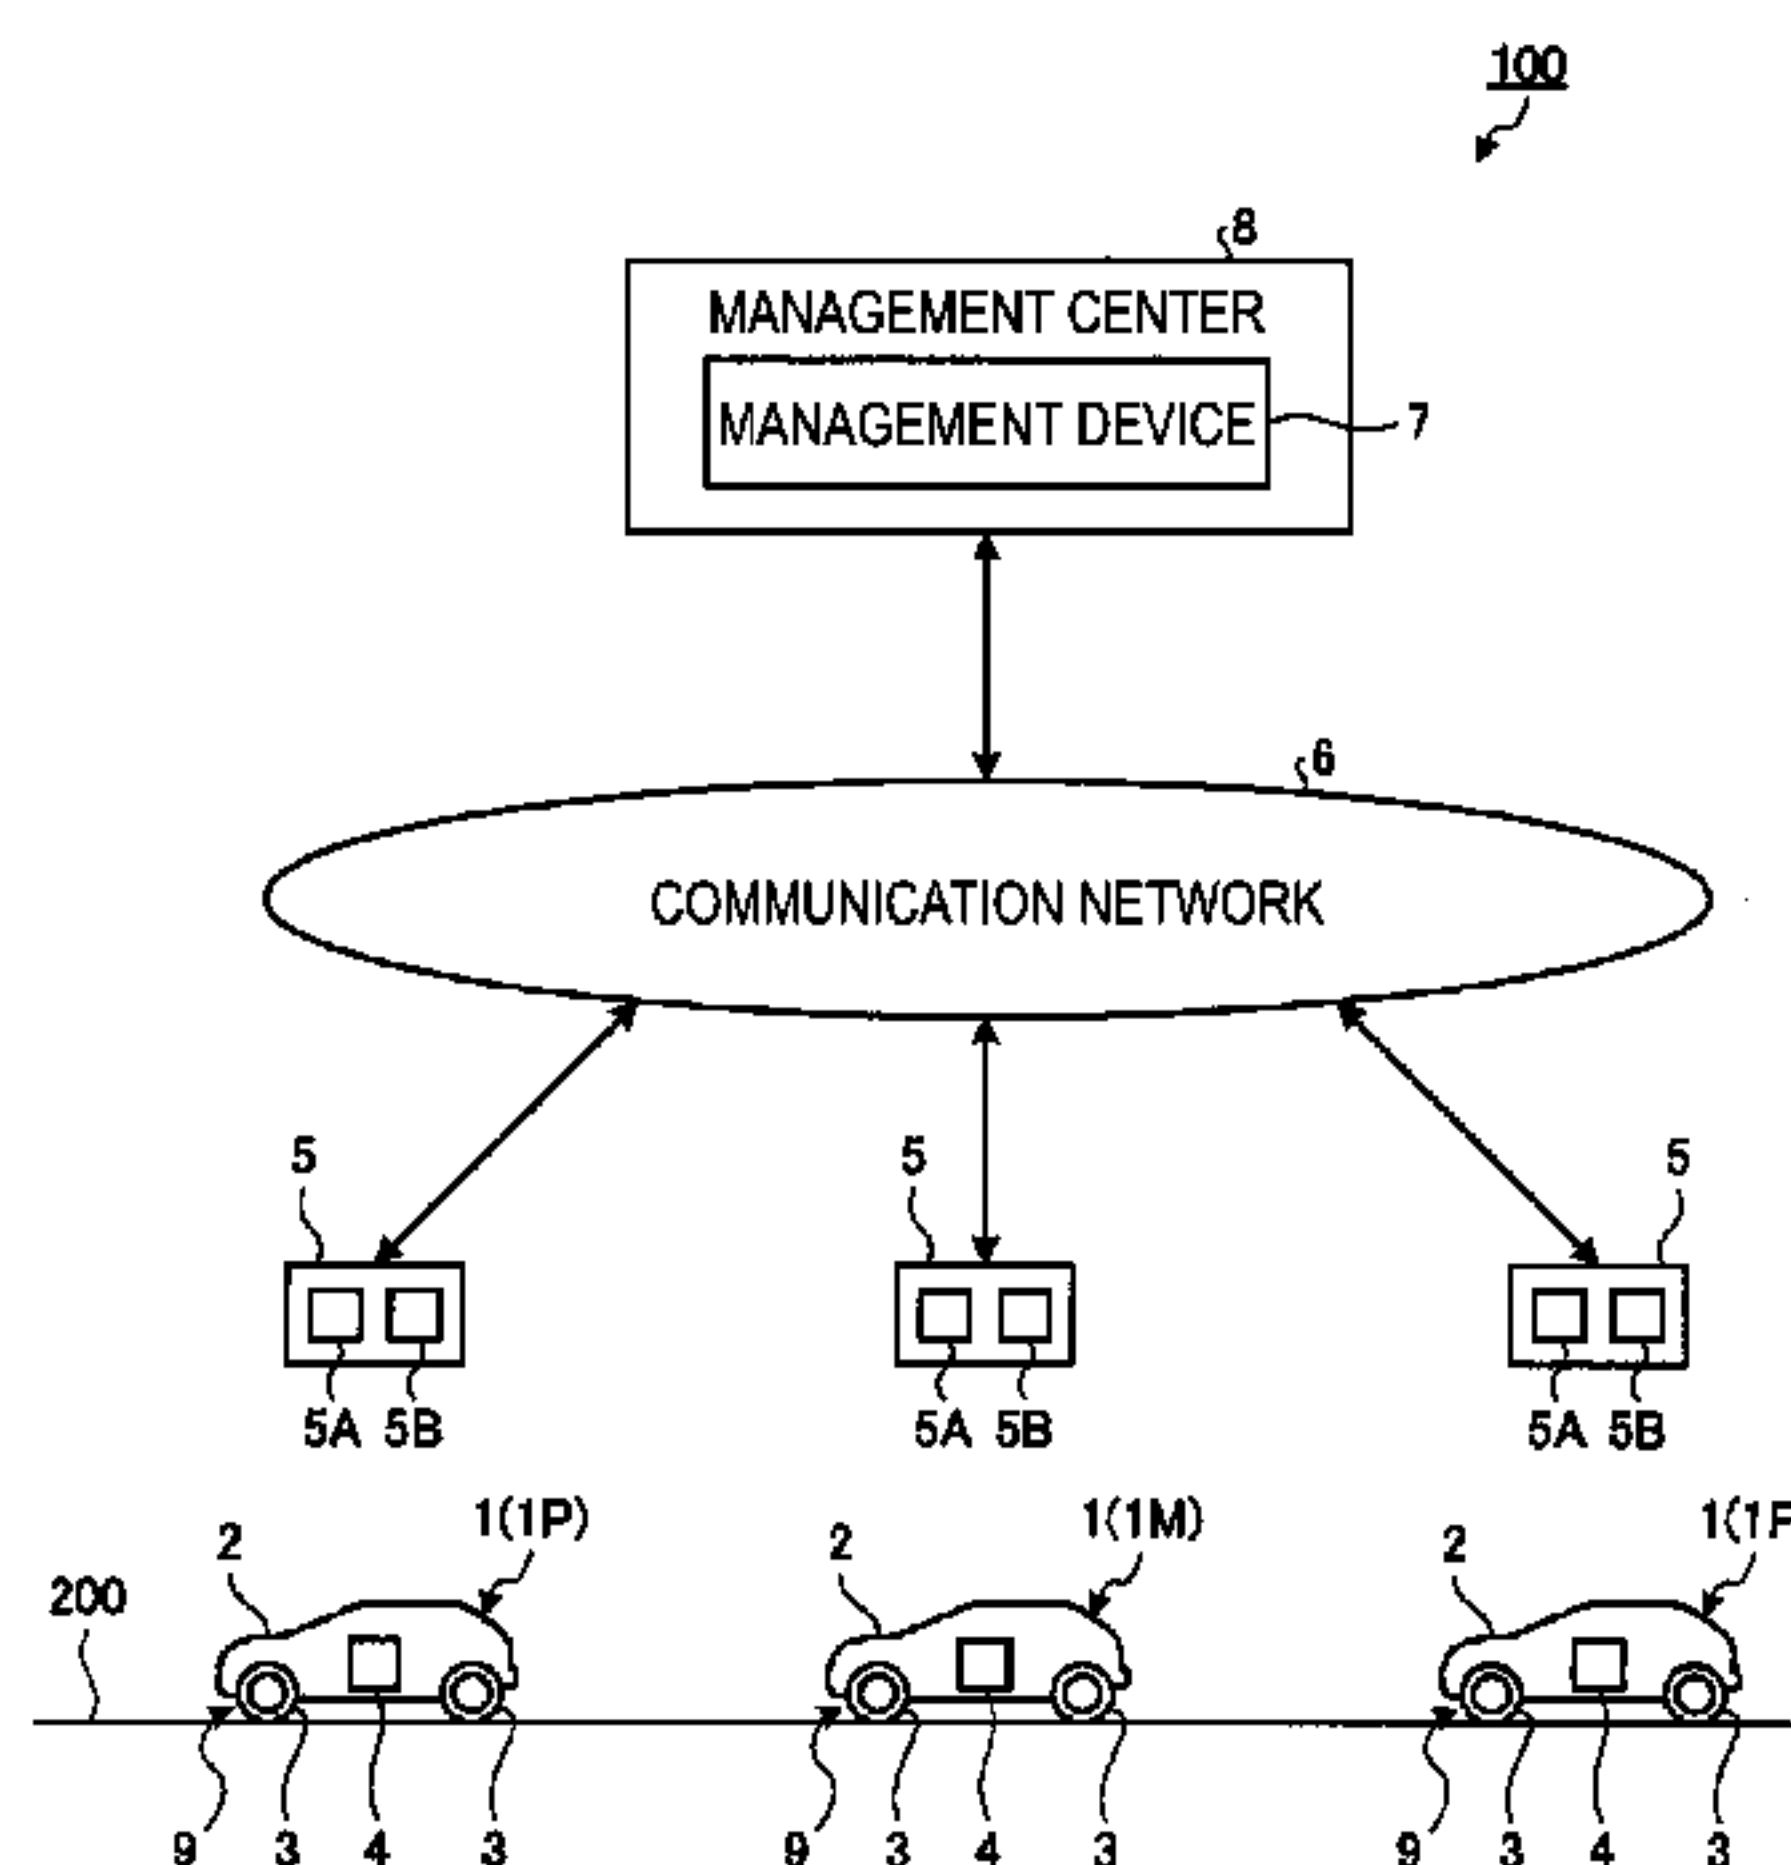 100
8
MANAGEMENT CENTER
MANAGEMENT DEVICE
7
6
COMMUNICATION NETWORK
5 5 5
5A 5B 5A 5B 5A 5B
1(1P) 1(1M)
2 2 2
200
9 3 4 3 9 3 4 3 9 3 4 3